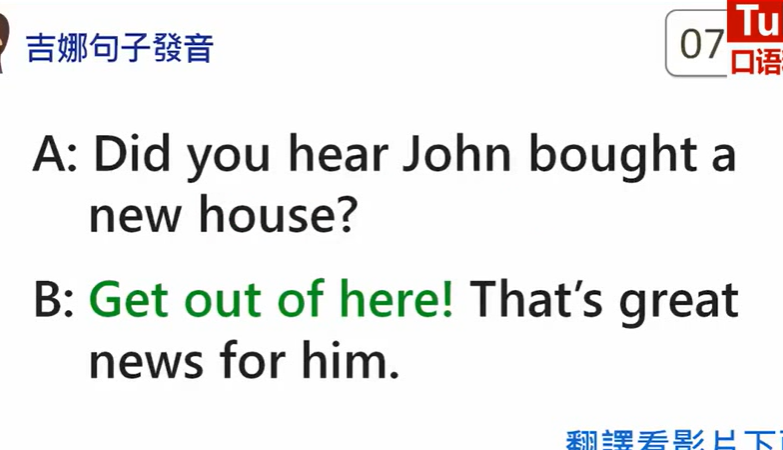 吉娜句子發音
07
Tu
口语
A: Did you hear John bought a
new house?
B: Get out of here! That's great
news for him.
翻譯看影片下